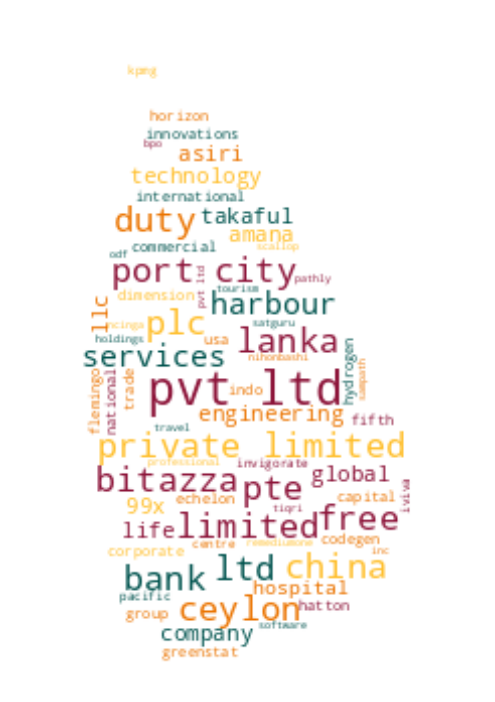 kpmg
horizon
innovations
bpo
asiri
technology
international
duty takaful
amana
commercial scallop
odf
port city
pvt ltd
pathly
tourism
dimension
harbour
llc
plc
satguru
lanka
holdings
usa
services
nihonbashi
hydrogen
sampath
flemingo
national
trade
pvt ltd
indo
engineering
fifth
travel
private limited
professional invigorate
bitazza
pte
global
echelon
capital
iviva
99x
tiqri
life
limited
free
corporate centre remediumone codegen
inc
bank
ltd
china
hospital
pacific
group
ceylon
hatton
company
software
greenstat